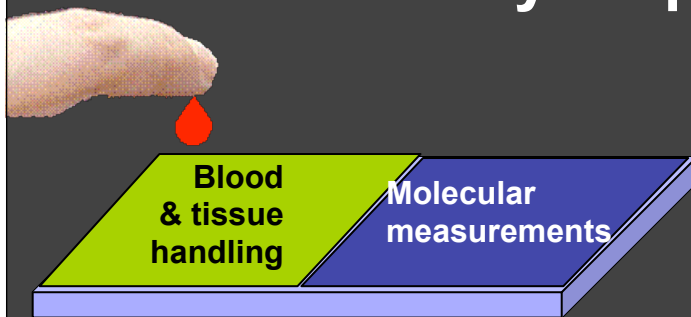 Blood
& tissue
handling
Molecular
measurements